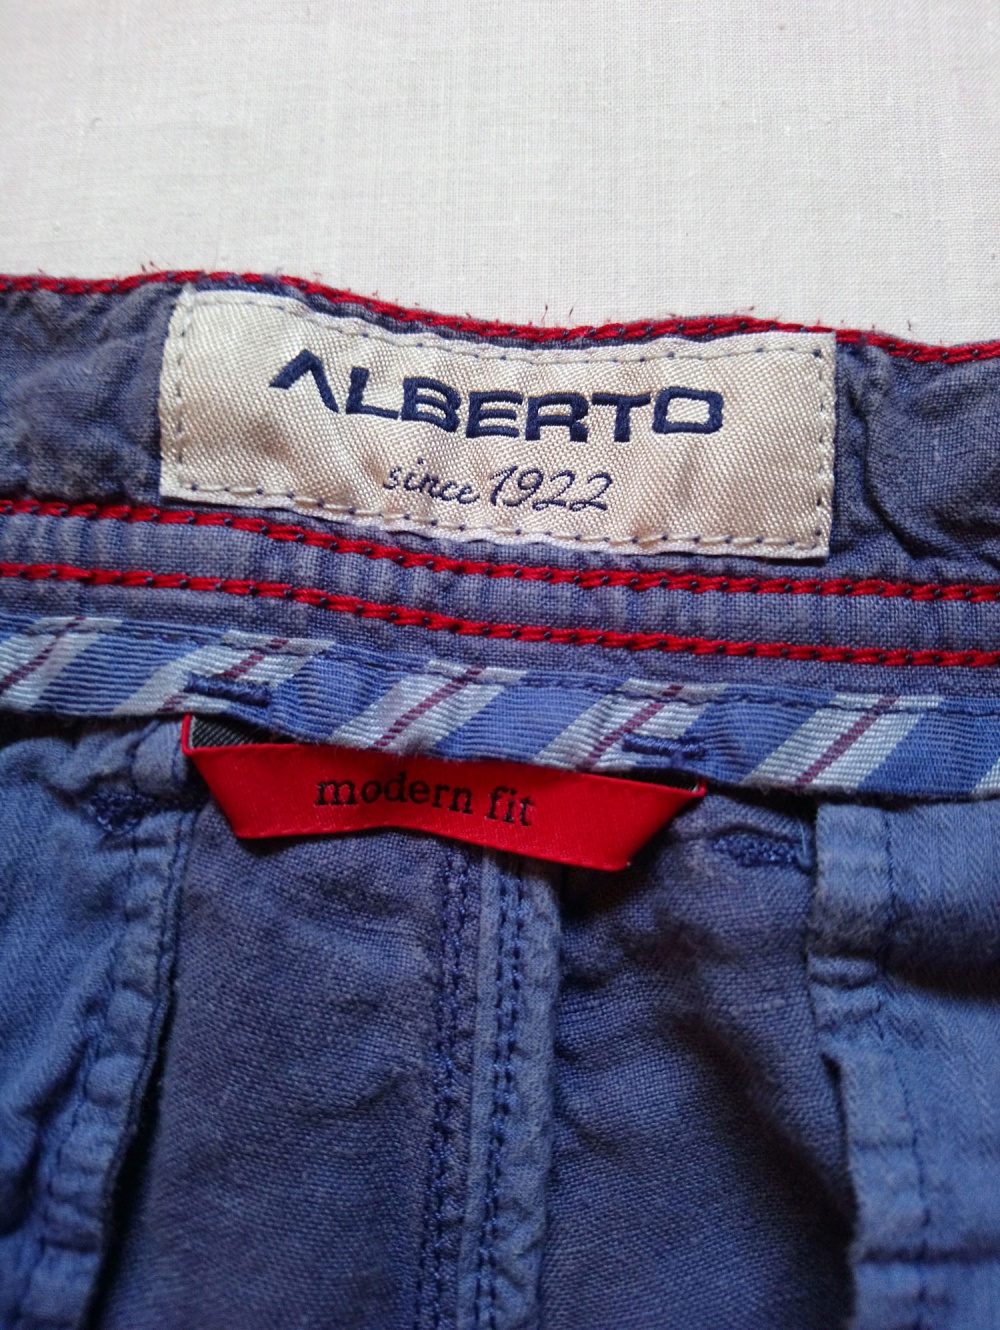 ALBERTO
since 1922
modern fit